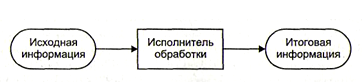 Исходная
информация
Исполнитель
обработки
Итоговая
информация